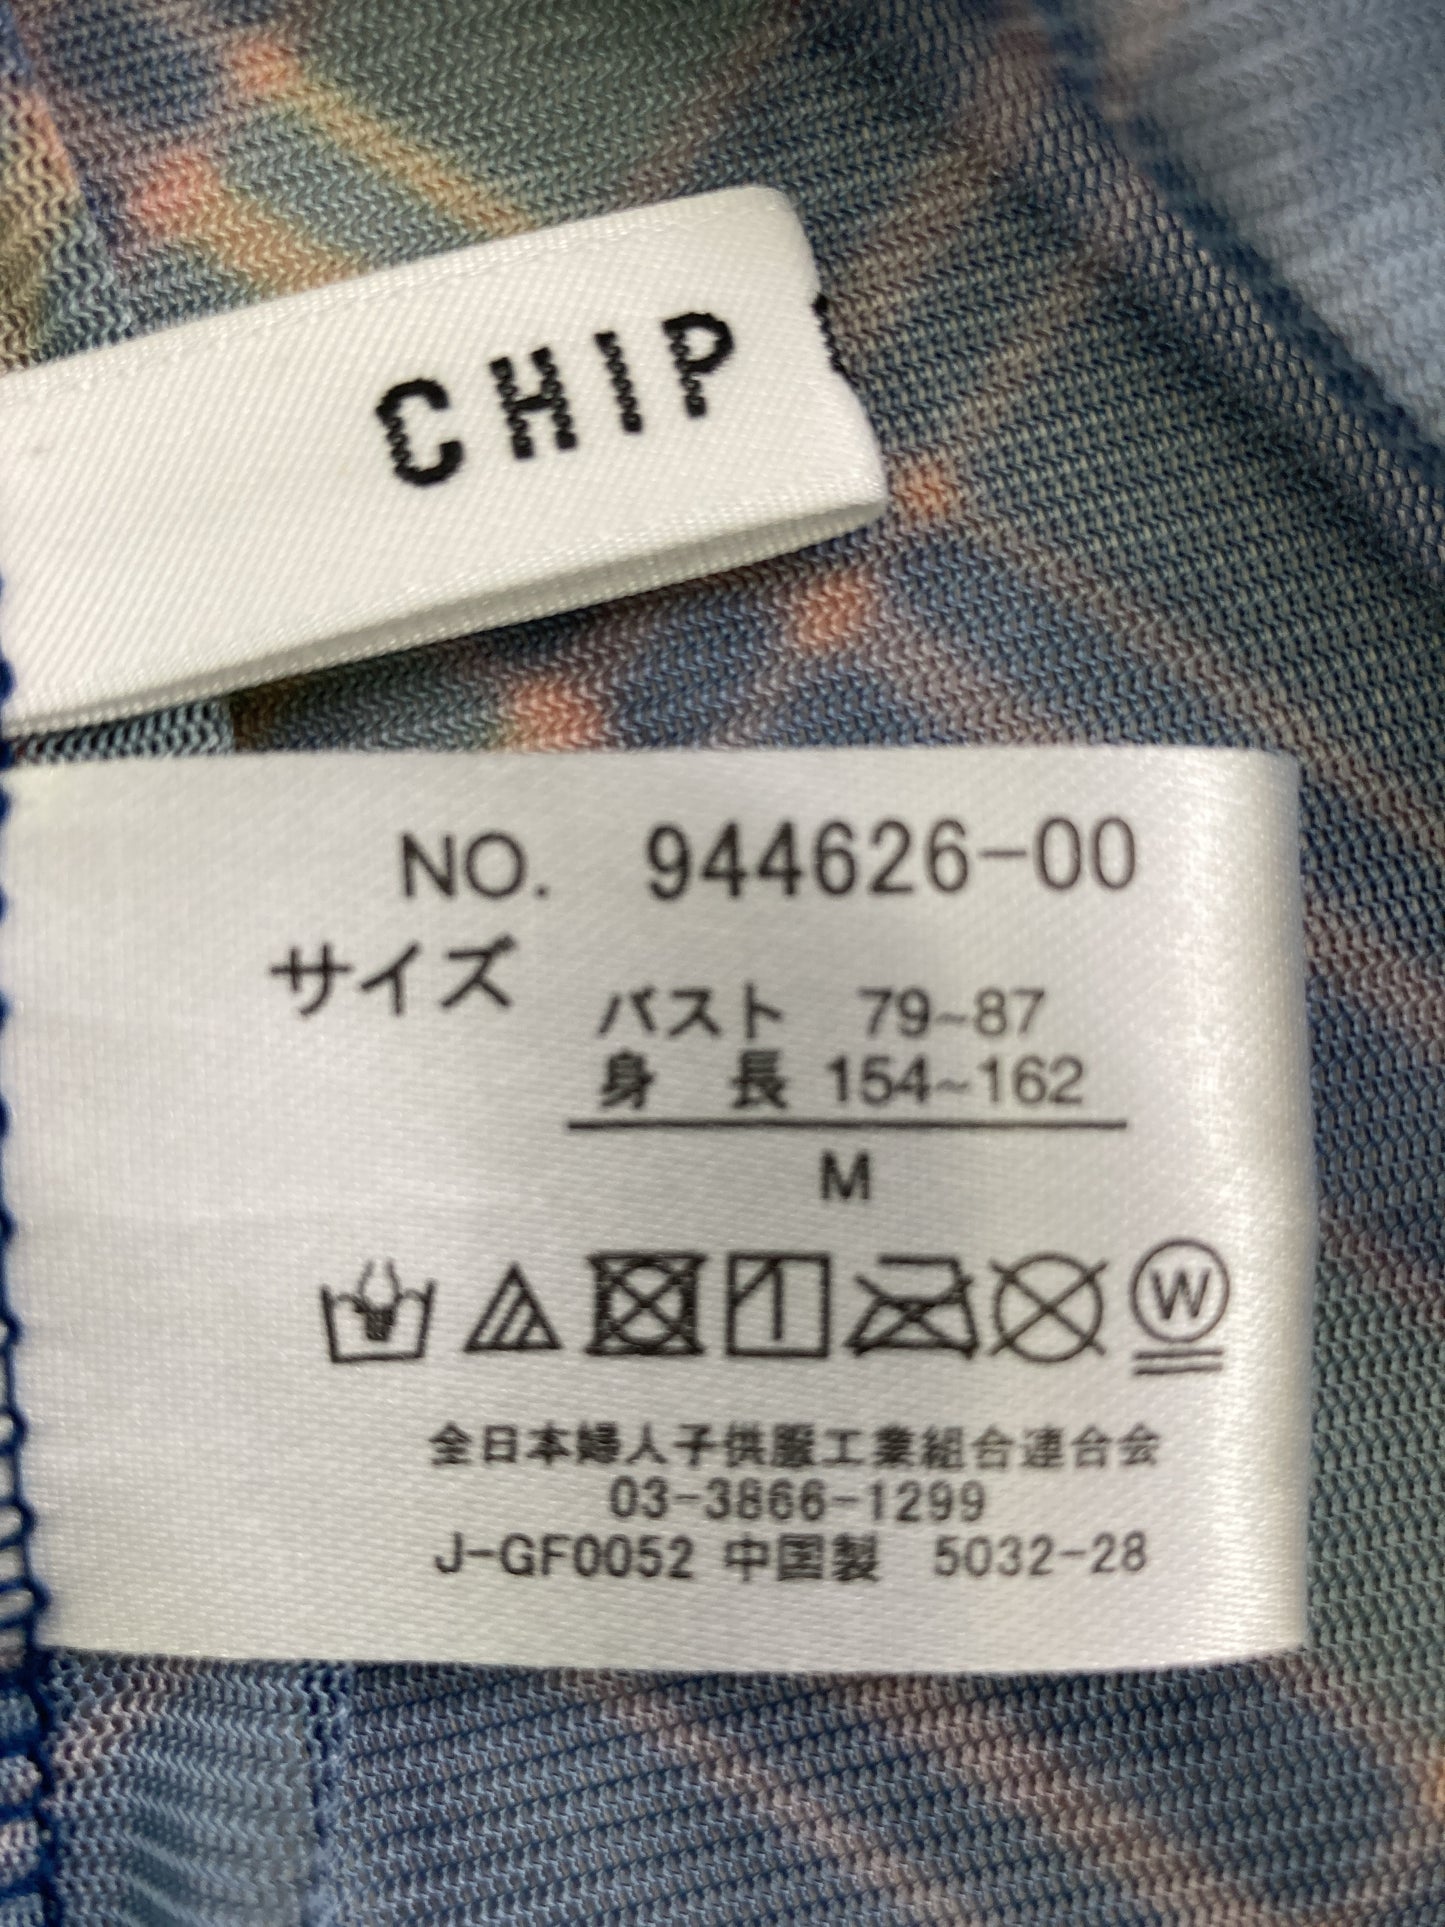 CHIP
NO. 944626-00
サイズ
バスト 79~87
身長 154~162
M
W
全日本婦人子供服工業組合連合会
03-3866-1299
J-GF0052 中国製 5032-28